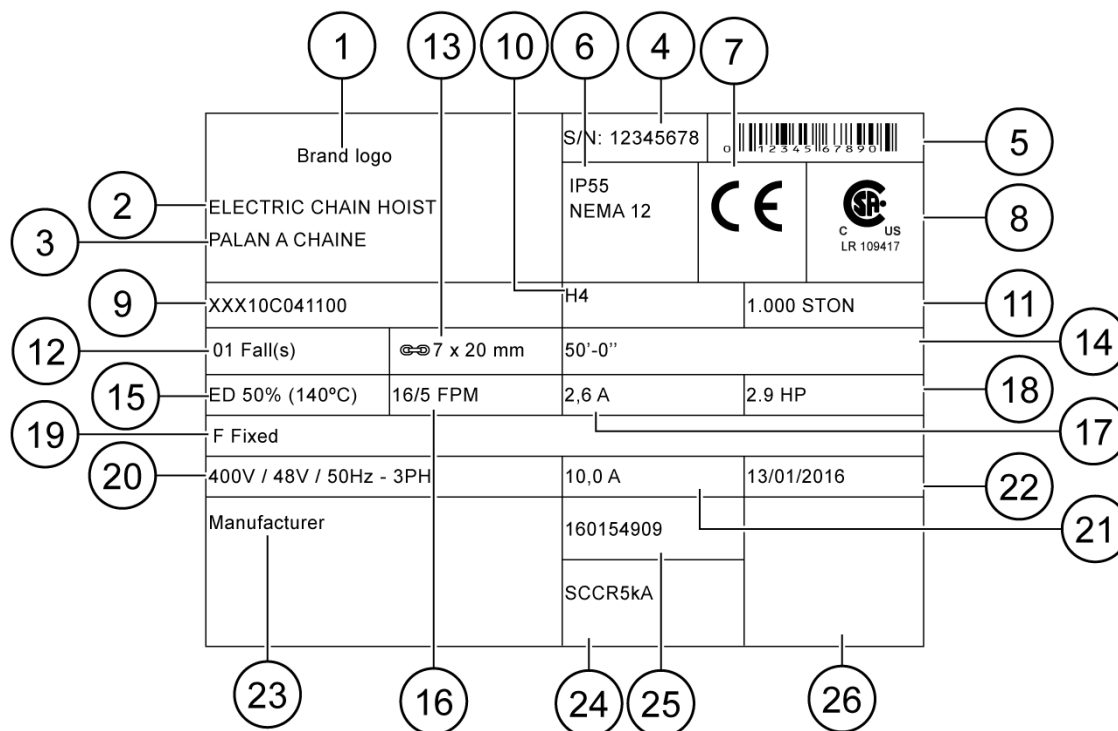 1
13
10
6
4
7
Brand logo
S/N: 12345678
0 12345 67890
5
2
ELECTRIC CHAIN HOIST
IP55
NEMA 12
CE
CSA
C US
LR 109417
8
3
PALAN A CHAINE
9
XXX10C041100
H4
1.000 STON
11
12
01 Fall(s)
7 x 20 mm
50'-0''
14
15
ED 50% (140ºC)
16/5 FPM
2,6 A
2.9 HP
18
19
F Fixed
17
20
400V / 48V / 50Hz - 3PH
10,0 A
13/01/2016
22
Manufacturer
160154909
21
SCCR5kA
23
16
24
25
26